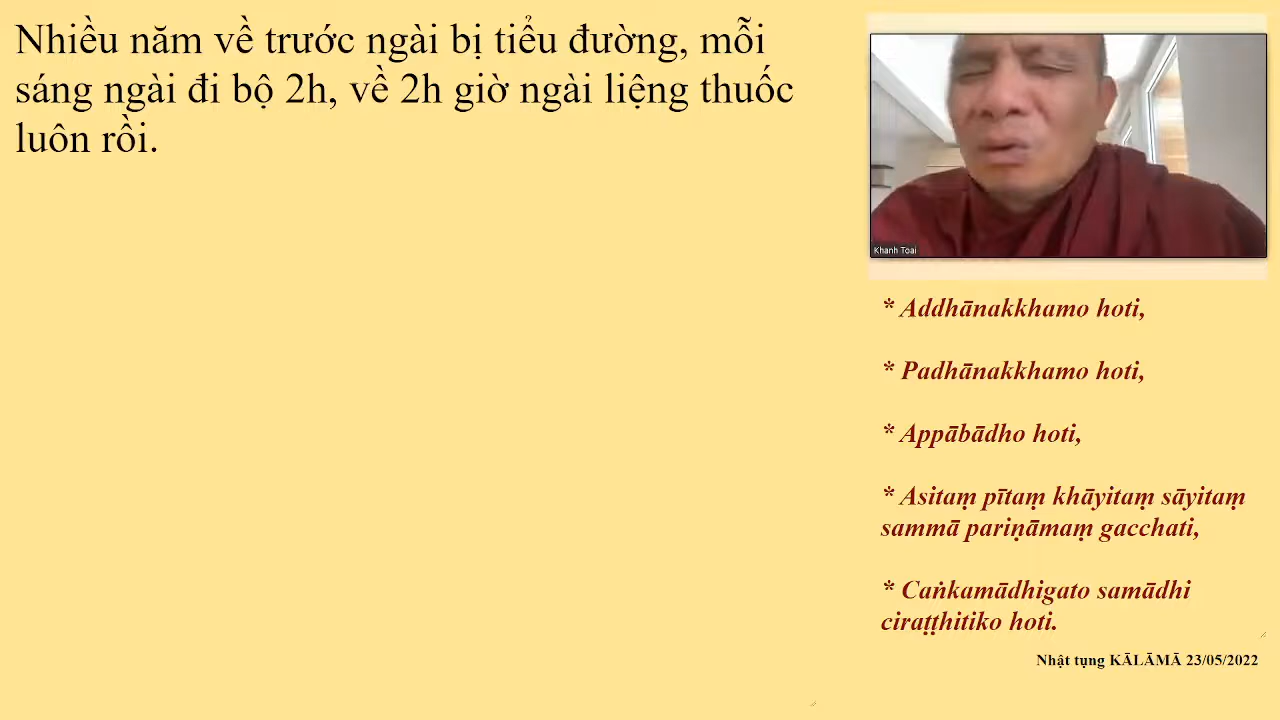 Nhiều năm về trước ngài bị tiểu đường, mỗi
sáng ngài đi bộ 2h, về 2h giờ ngài liệng thuốc
luôn rồi.
Khanh Toai
* Addhānakkhamo hoti,
* Padhānakkhamo hoti,
* Appābādho hoti,
* Asitaṃ pītaṃ khāyitaṃ sāyitaṃ
sammā pariṇāmaṃ gacchati,
* Caṅkamādhigato samādhi
ciraṭṭhitiko hoti.
Nhật tụng KĀLĀMĀ 23/05/2022